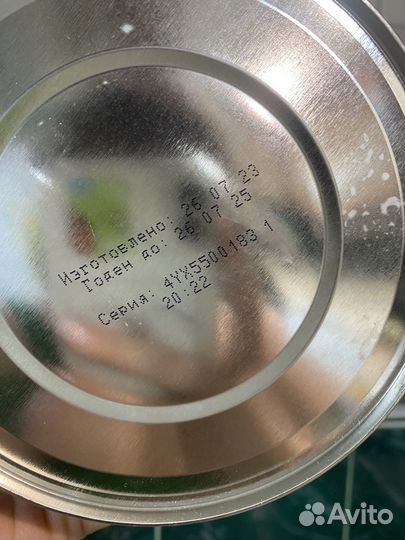 Изготовлено: 26 07 23
Годен до: 26 07 25
Серия: 4YX5500183 1
20:22
Avito